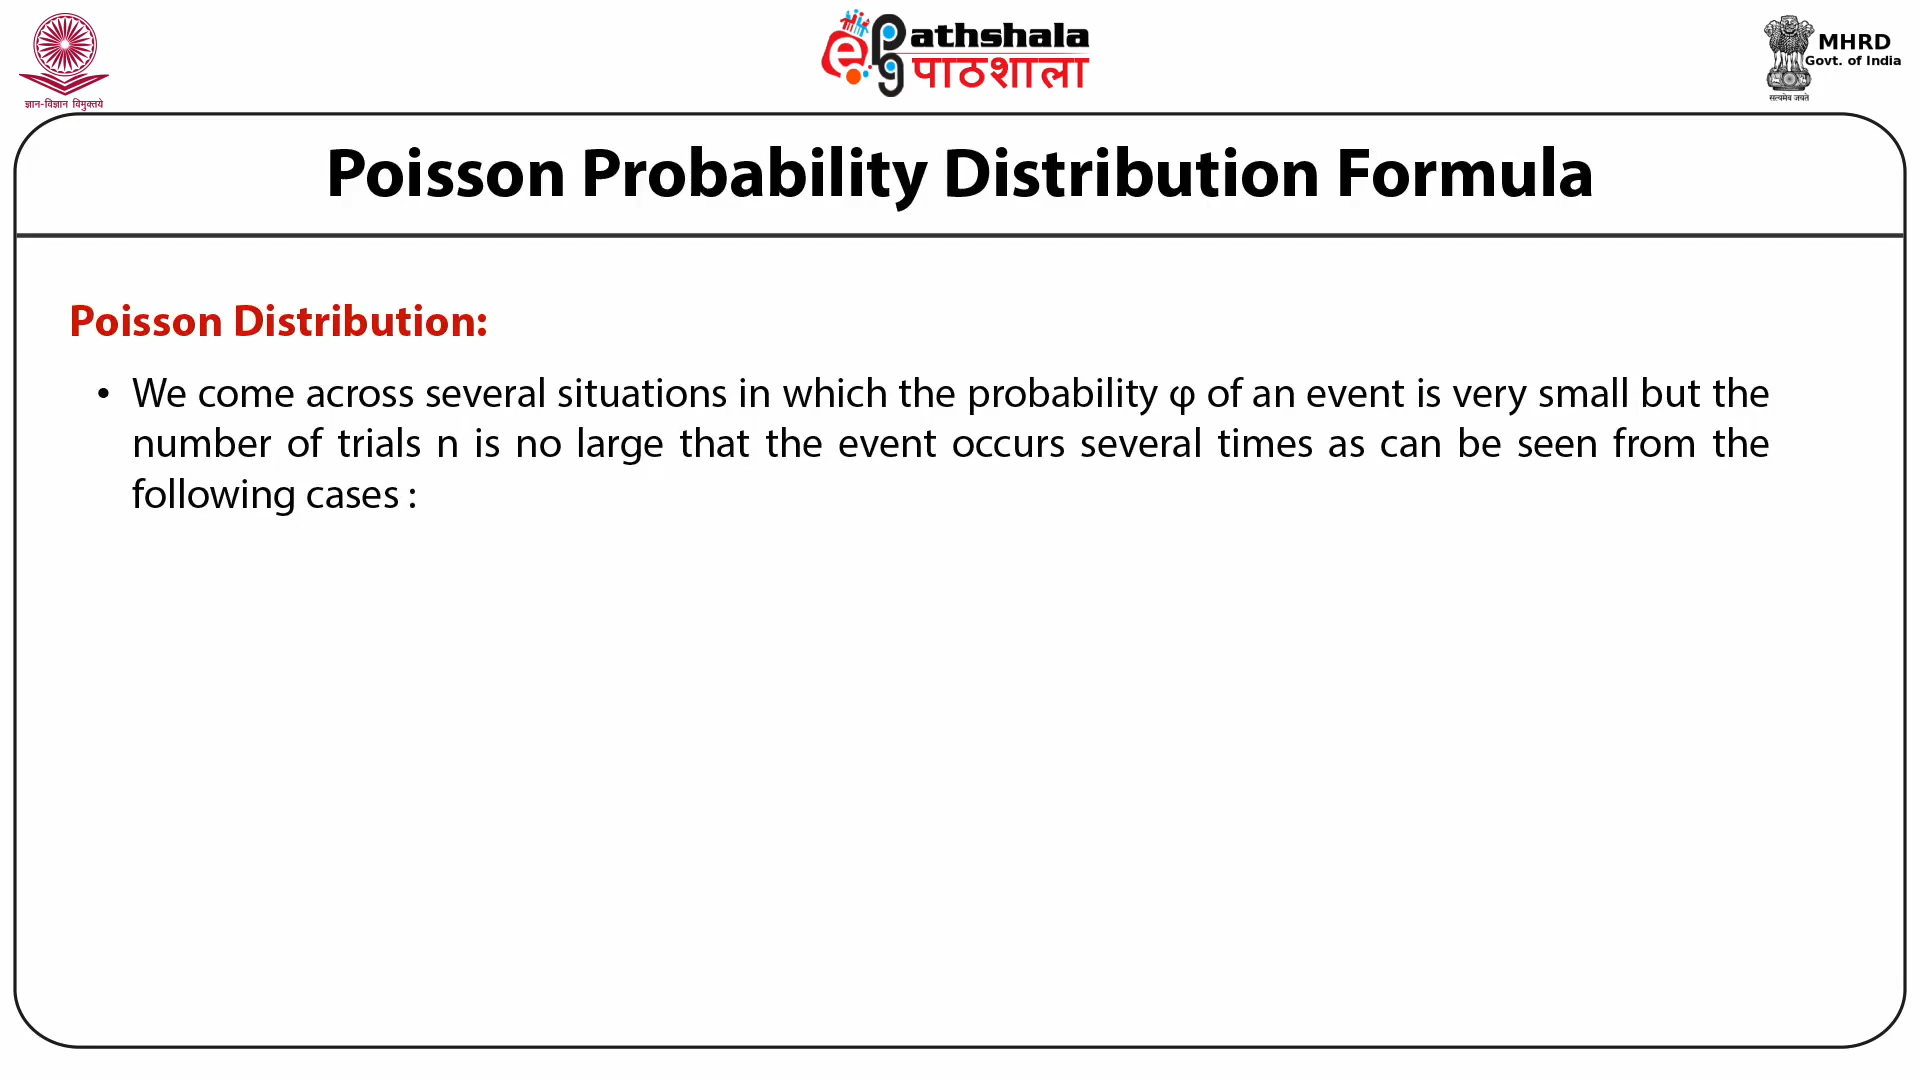 ज्ञान-विज्ञान विमुक्तये
ePG athshala
पाठशाला
MHRD
Govt. of India
सत्यमेव जयते
Poisson Probability Distribution Formula
Poisson Distribution:
• We come across several situations in which the probability φ of an event is very small but the
number of trials n is no large that the event occurs several times as can be seen from the
following cases :